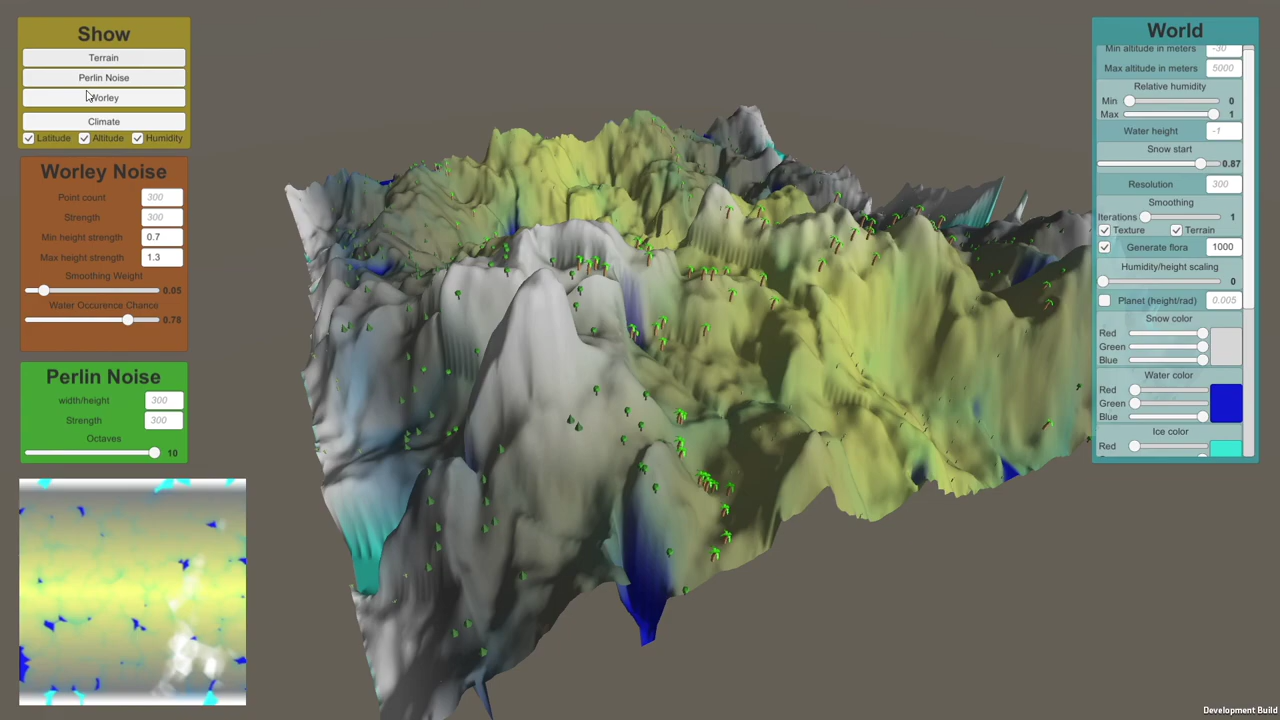 Show
Terrain
Perlin Noise
Worley
Climate
Latitude Altitude Humidity
Worley Noise
Point count 300
Strength 300
Min height strength 0.7
Max height strength 1.3
Smoothing Weight
0.05
Water Occurence Chance
0.78
Perlin Noise
width/height 300
Strength 300
Octaves
10
World
Min altitude in meters -30
Max altitude in meters 5000
Relative humidity
Min 0
Max 1
Water height -1
Snow start
0.87
Resolution 300
Smoothing
Iterations 1
Texture Terrain
Generate flora 1000
Humidity/height scaling
0
Planet (height/rad) 0.005
Snow color
Red
Green
Blue
Water color
Red
Green
Blue
Ice color
Red
Development Build